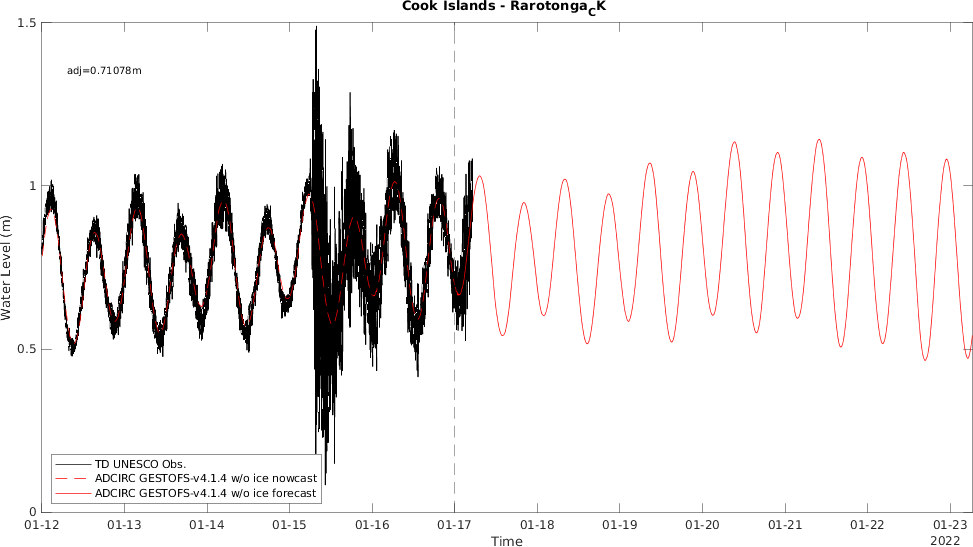 Cook Islands - Rarotonga_CK
1.5
adj=0.71078m
1
Water Level (m)
0.5
TD UNESCO Obs.
ADCIRC GESTOFS-v4.1.4 w/o ice nowcast
ADCIRC GESTOFS-v4.1.4 w/o ice forecast
0
01-12 01-13 01-14 01-15 01-16 01-17 01-18 01-19 01-20 01-21 01-22 01-23
Time 2022